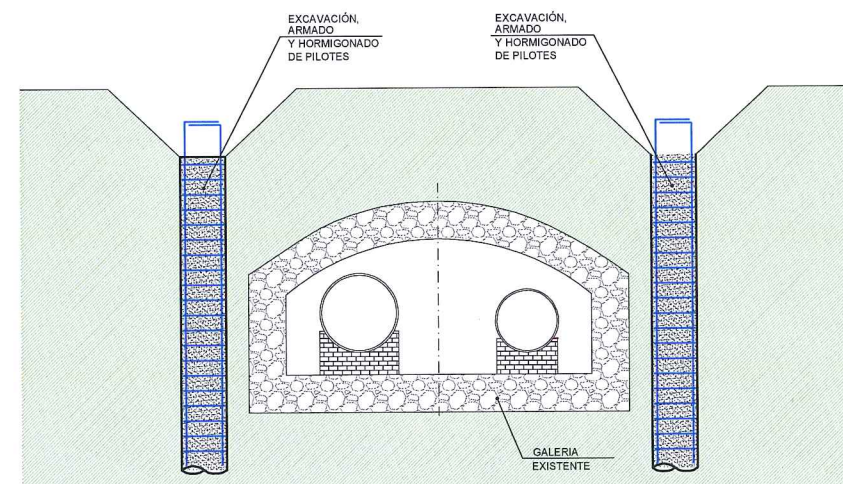 EXCAVACIÓN,
ARMADO
Y HORMIGONADO
DE PILOTES
EXCAVACIÓN,
ARMADO
Y HORMIGONADO
DE PILOTES
GALERIA
EXISTENTE